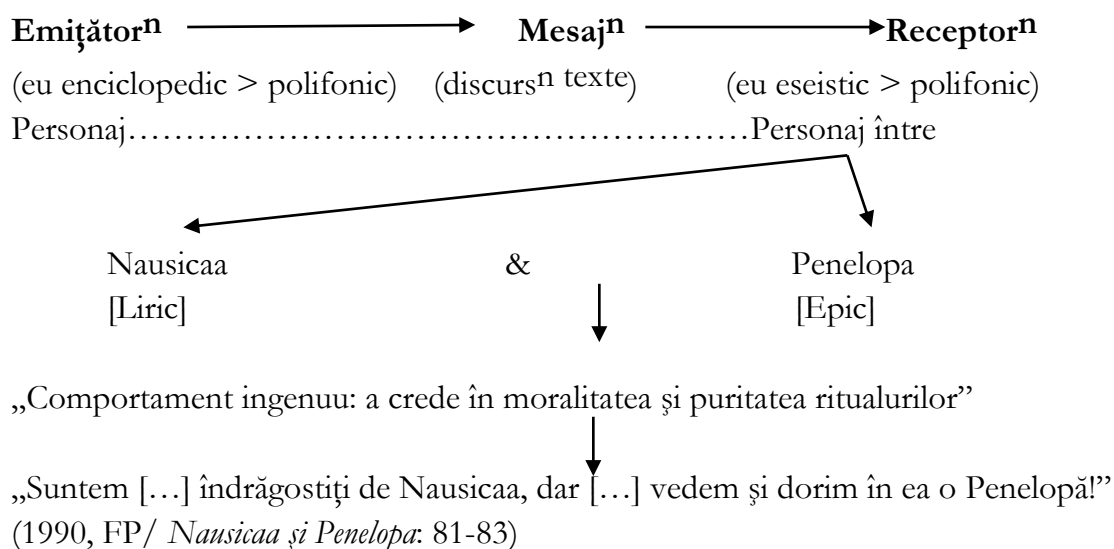 Emiţătorⁿ Mesajⁿ Receptorⁿ
(eu enciclopedic > polifonic) (discursⁿ ᵗᵉˣᵗᵉ) (eu eseistic > polifonic)
Personaj……………………………………………Personaj între
Nausicaa & Penelopa
[Liric] [Epic]
„Comportament ingenuu: a crede în moralitatea şi puritatea ritualurilor”
„Suntem […] îndrăgostiţi de Nausicaa, dar […] vedem şi dorim în ea o Penelopă!”
(1990, FP/ Nausicaa şi Penelopa: 81-83)